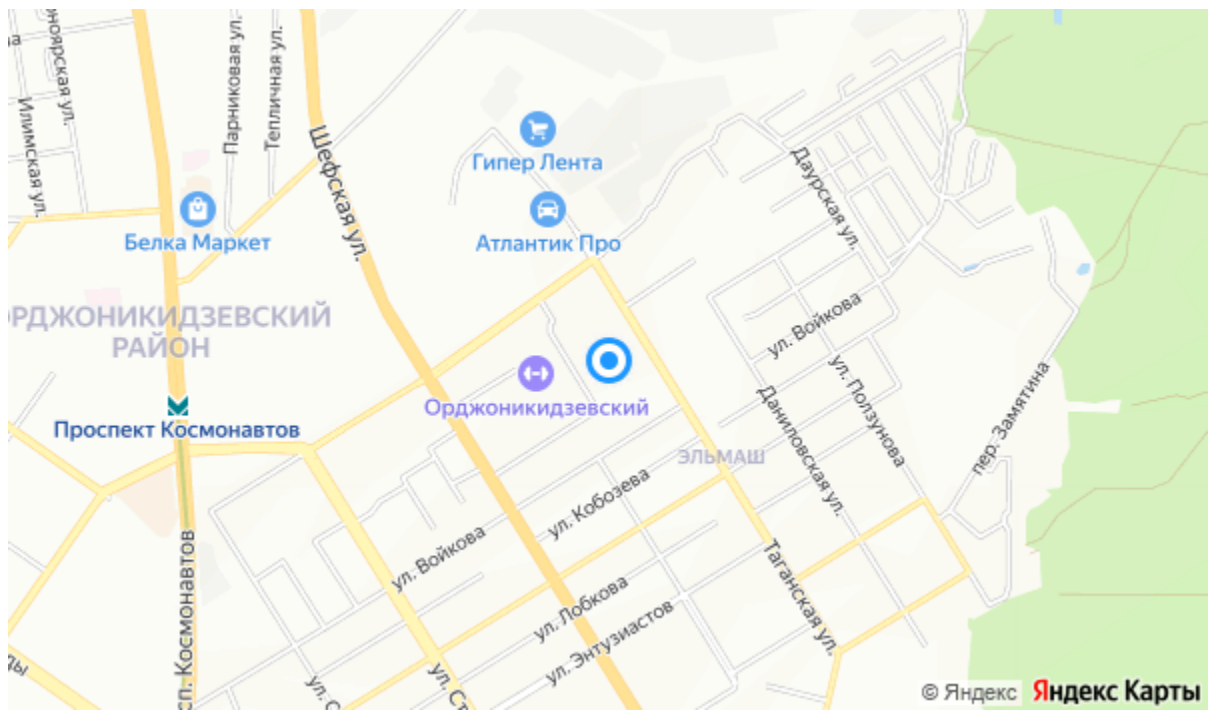 Илимская ул.
Парниковая ул.
Тепличная ул.
Шефская ул.
Гипер Лента
Даурская ул.
Белка Маркет
Атлантик Про
ОРДЖОНИКИДЗЕВСКИЙ
РАЙОН
ул. Войкова
ул. Ползунова
Орджоникидзевский
Проспект Космонавтов
Даниловская ул.
пер. Замятина
ЭЛЬМАШ
ул. Кобозева
ул. Войкова
Таганская ул.
ул. Лобкова
ул. Энтузиастов
Космонавтов
© Яндекс Яндекс Карты